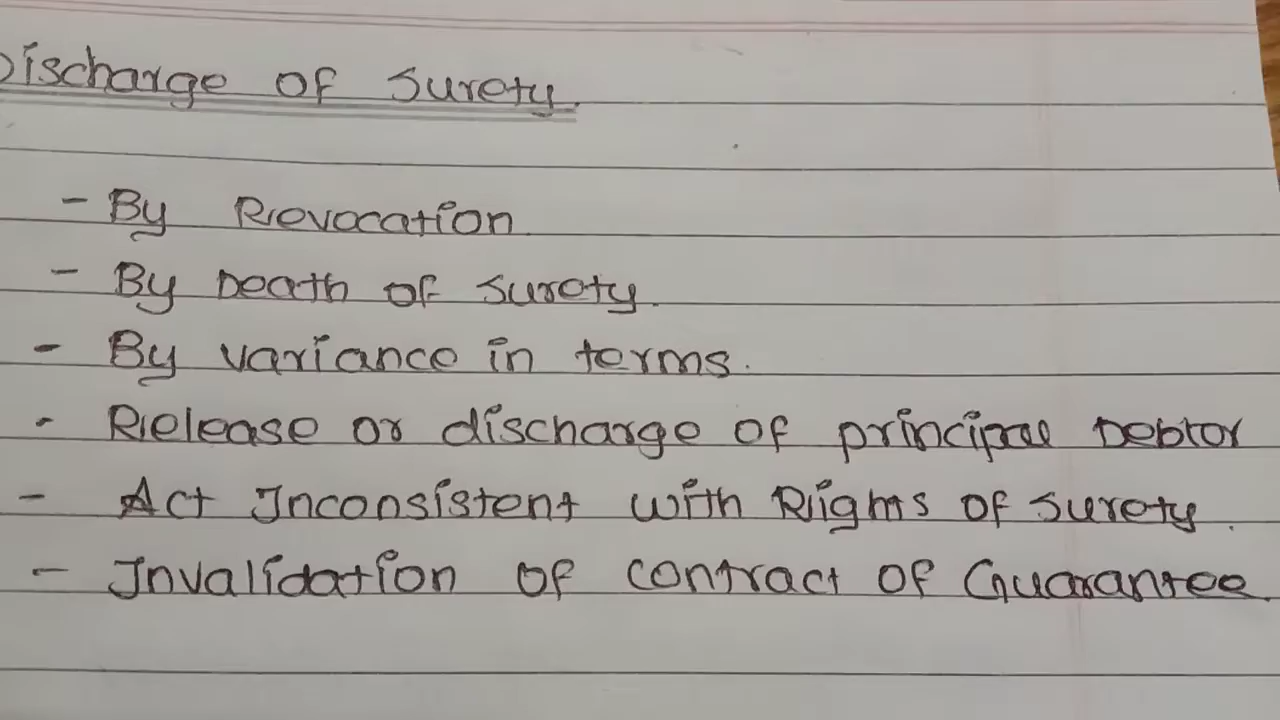 Discharge of Surety.
- By Revocation
- By Death of Surety.
- By variance in terms.
- Release or discharge of principal Debtor
- Act Inconsistent with Rights of Surety.
- Invalidation of contract of Guarantee.